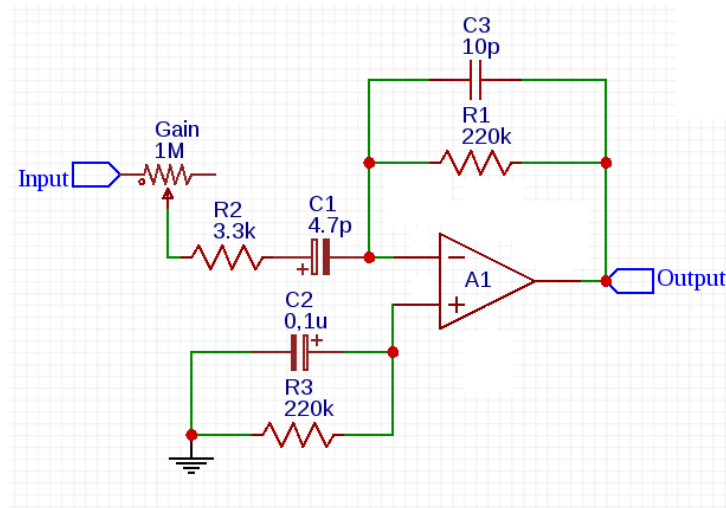 C3
10p
R1
220k
Gain
1M
Input
R2
3.3k
C1
4.7p
+
−
A1
+
Output
C2
0,1u
+
R3
220k